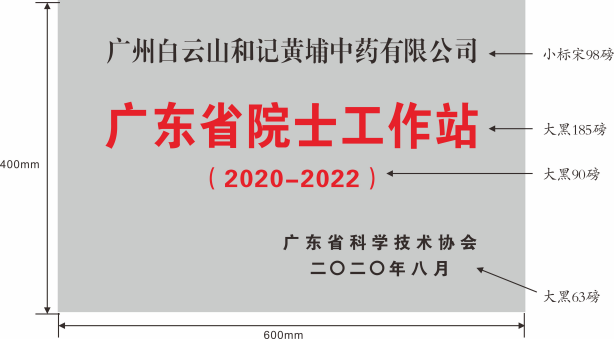 广州白云山和记黄埔中药有限公司
小标宋98磅
广东省院士工作站
大黑185磅
（2020-2022）
大黑90磅
400mm
广东省科学技术协会
二〇二〇年八月
大黑63磅
600mm